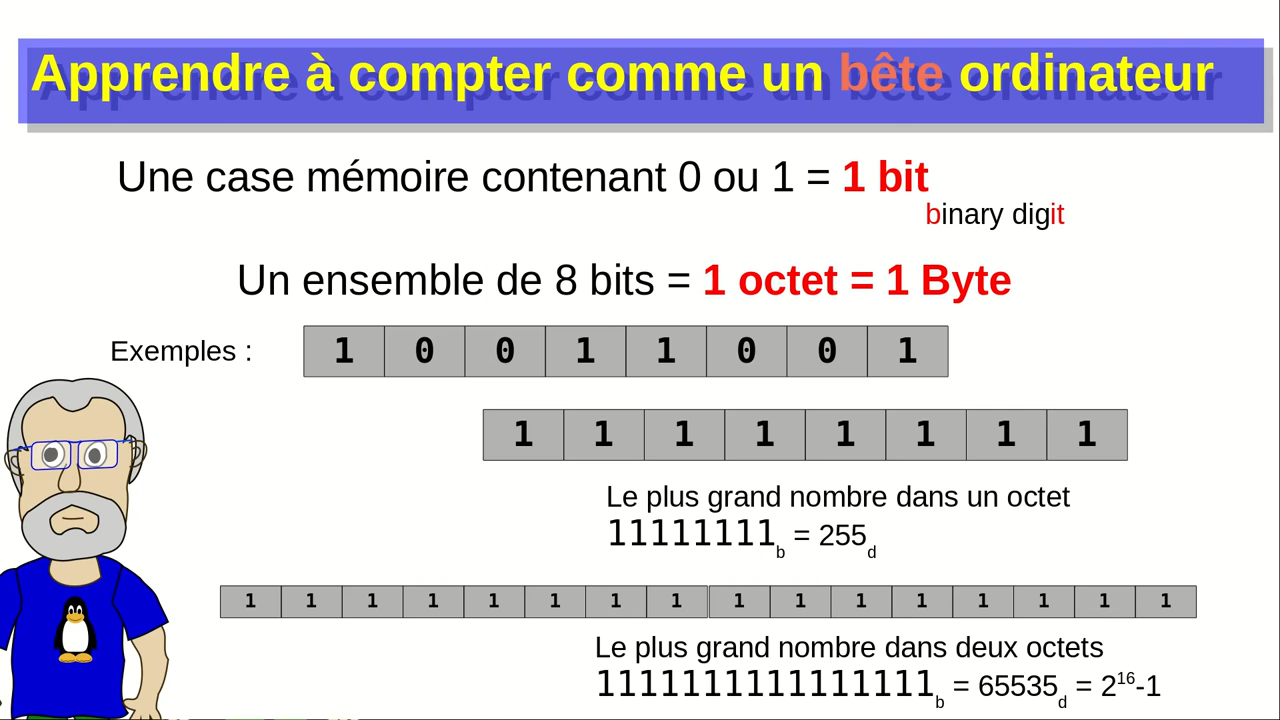 Apprendre à compter comme un bête ordinateur
Une case mémoire contenant 0 ou 1 = 1 bit
binary digit
Un ensemble de 8 bits = 1 octet = 1 Byte
Exemples : 1 0 0 1 1 0 0 1
1 1 1 1 1 1 1 1
Le plus grand nombre dans un octet
11111111b = 255d
1 1 1 1 1 1 1 1 1 1 1 1 1 1 1 1
Le plus grand nombre dans deux octets
1111111111111111b = 65535d = 2¹⁶-1